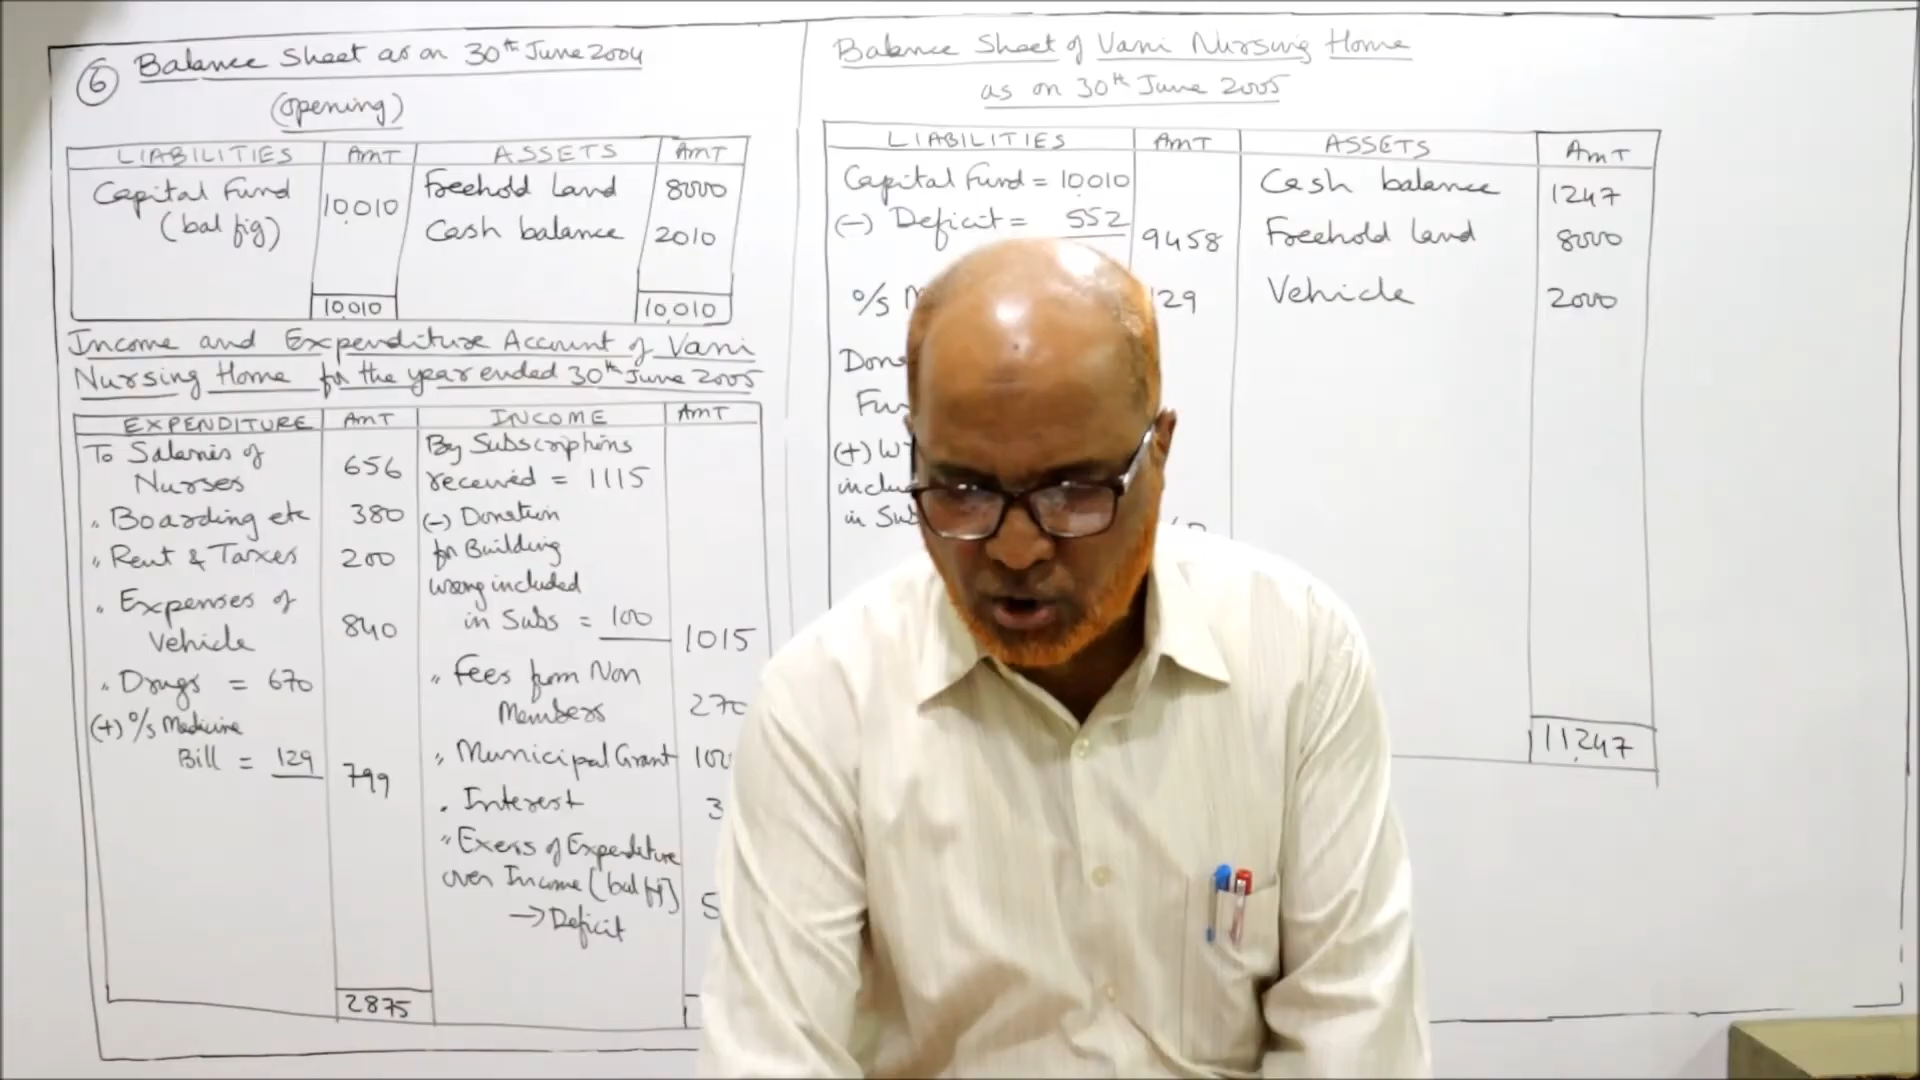 6 Balance Sheet as on 30th June 2004
(opening)
LIABILITIES AMT ASSETS AMT
Capital Fund 10,010 Freehold Land 8000
(bal fig) Cash balance 2010
10,010 10,010
Income and Expenditure Account of Vani
Nursing Home for the year ended 30th June 2005
EXPENDITURE AMT INCOME AMT
To Salaries of 656 By Subscriptions
Nurses received = 1115
" Boarding etc 380 (-) Donation
" Rent & Taxes 200 for Building
" Expenses of wrong included
Vehicle 840 in Subs = 100 1015
" Drugs = 670 " Fees from Non
(+) O/s Medicine Members 270
Bill = 129 799 " Municipal Grant
" Interest
" Exess of Expenditure
over Income (bal fig)
→ Deficit
2875
Balance Sheet of Vani Nursing Home
as on 30th June 2005
LIABILITIES AMT ASSETS AMT
Capital Fund = 10,010 Cash balance 1247
(-) Deficit = 552 9458 Freehold Land 8000
O/s Vehicle 2000
(+)
in
11,247